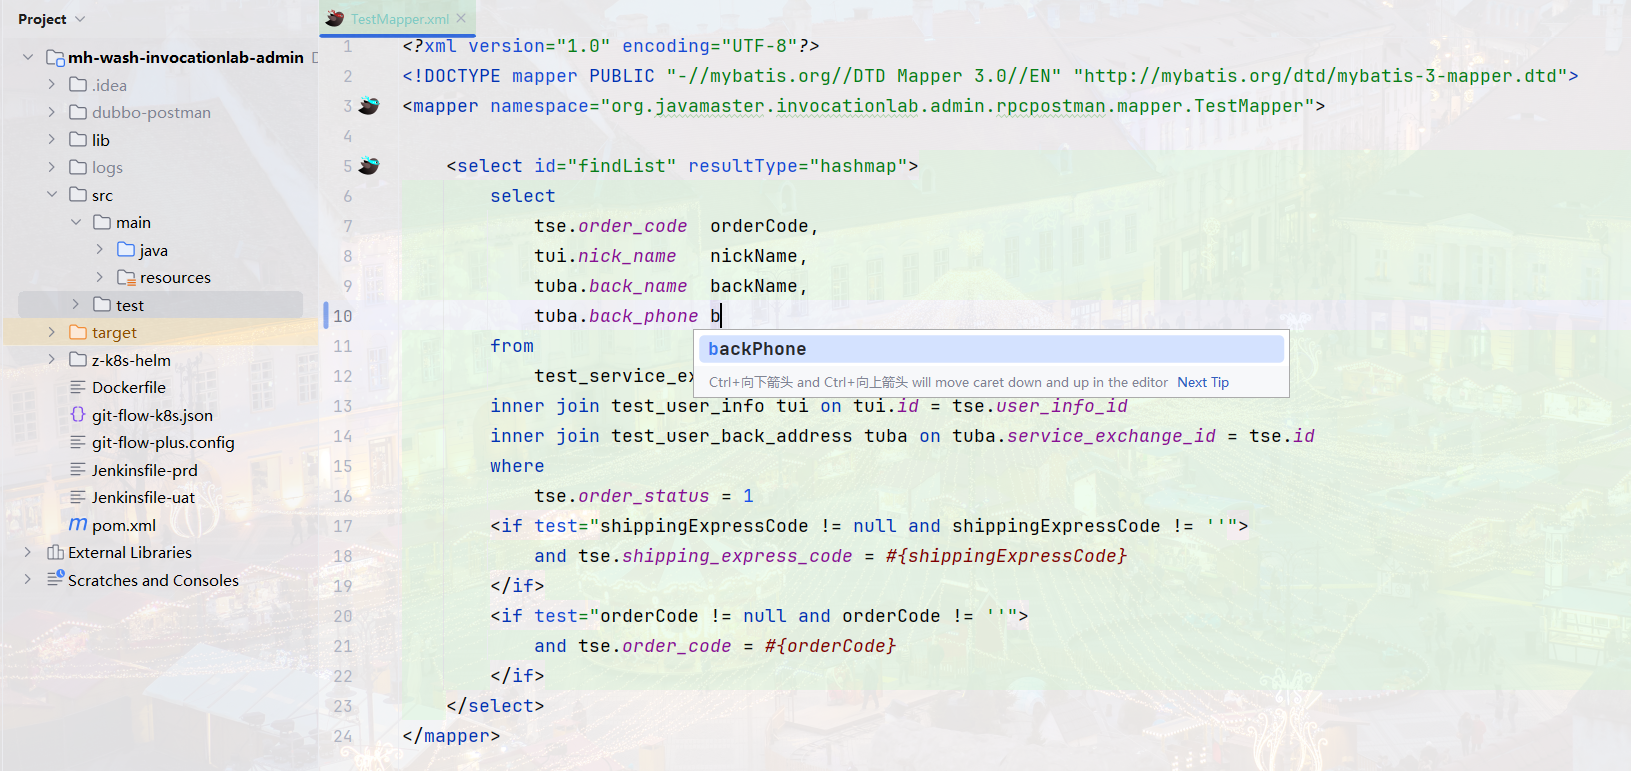 Project
mh-wash-invocationlab-admin
.idea
dubbo-postman
lib
logs
src
main
java
resources
test
target
z-k8s-helm
Dockerfile
git-flow-k8s.json
git-flow-plus.config
Jenkinsfile-prd
Jenkinsfile-uat
pom.xml
External Libraries
Scratches and Consoles
TestMapper.xml
1 <?xml version="1.0" encoding="UTF-8"?>
2 <!DOCTYPE mapper PUBLIC "-//mybatis.org//DTD Mapper 3.0//EN" "http://mybatis.org/dtd/mybatis-3-mapper.dtd">
3 <mapper namespace="org.javamaster.invocationlab.admin.rpcpostman.mapper.TestMapper">
4
5 <select id="findList" resultType="hashmap">
6 select
7 tse.order_code orderCode,
8 tui.nick_name nickName,
9 tuba.back_name backName,
10 tuba.back_phone b
backPhone
Ctrl+向下箭头 and Ctrl+向上箭头 will move caret down and up in the editor Next Tip
11 from
12 test_service_ex
13 inner join test_user_info tui on tui.id = tse.user_info_id
14 inner join test_user_back_address tuba on tuba.service_exchange_id = tse.id
15 where
16 tse.order_status = 1
17 <if test="shippingExpressCode != null and shippingExpressCode != ''">
18 and tse.shipping_express_code = #{shippingExpressCode}
19 </if>
20 <if test="orderCode != null and orderCode != ''">
21 and tse.order_code = #{orderCode}
22 </if>
23 </select>
24 </mapper>